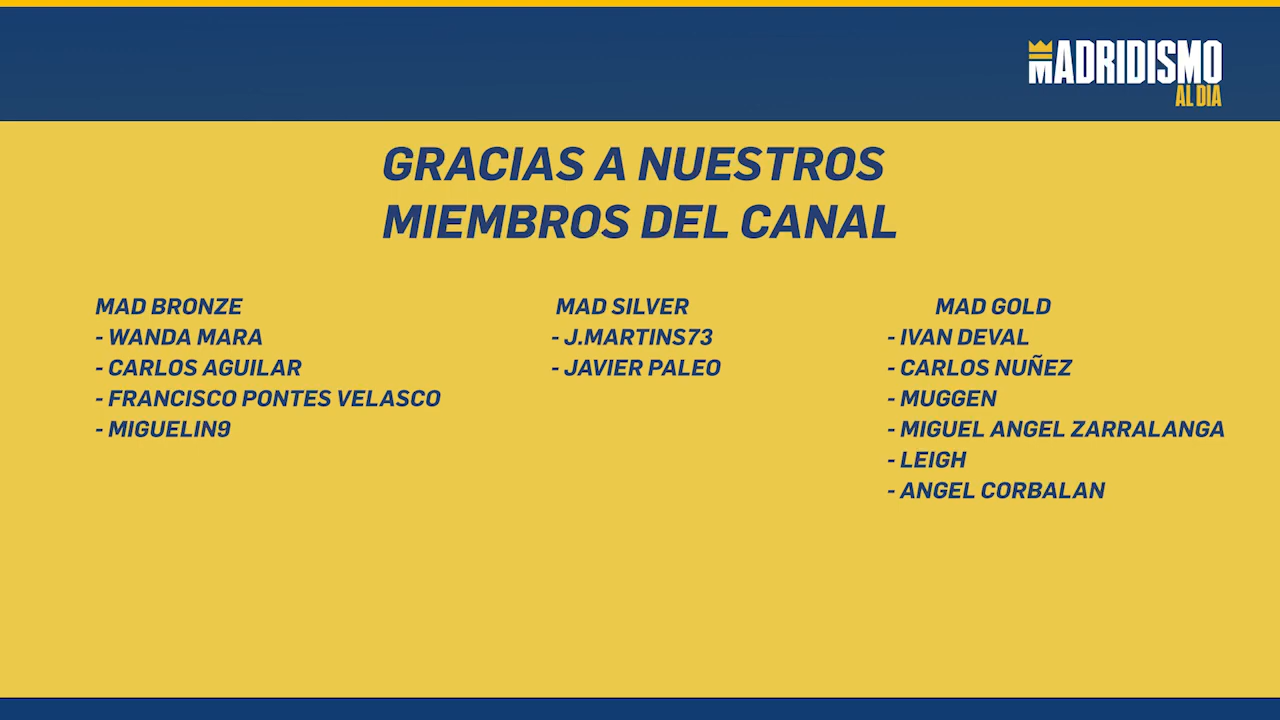 MADRIDISMO
AL DIA
GRACIAS A NUESTROS
MIEMBROS DEL CANAL
MAD BRONZE
- WANDA MARA
- CARLOS AGUILAR
- FRANCISCO PONTES VELASCO
- MIGUELIN9
MAD SILVER
- J.MARTINS73
- JAVIER PALEO
MAD GOLD
- IVAN DEVAL
- CARLOS NUÑEZ
- MUGGEN
- MIGUEL ANGEL ZARRALANGA
- LEIGH
- ANGEL CORBALAN